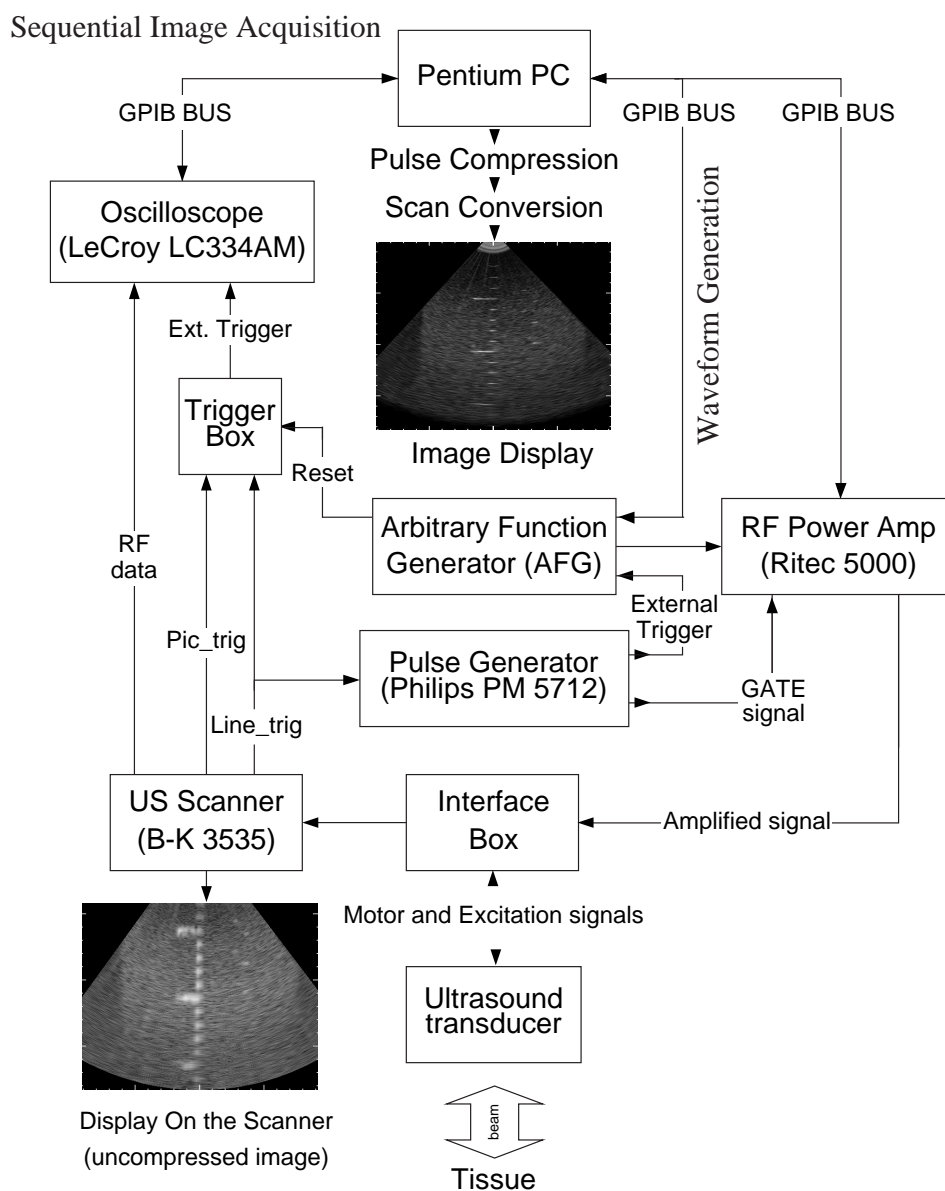 Sequential Image Acquisition
Pentium PC
GPIB BUS
GPIB BUS
GPIB BUS
Pulse Compression
Scan Conversion
Waveform Generation
Oscilloscope
(LeCroy LC334AM)
Ext. Trigger
Trigger
Box
Image Display
Reset
Arbitrary Function
Generator (AFG)
RF Power Amp
(Ritec 5000)
RF
data
External
Trigger
Pic_trig
Pulse Generator
(Philips PM 5712)
GATE
signal
Line_trig
US Scanner
(B-K 3535)
Interface
Box
Amplified signal
Motor and Excitation signals
Ultrasound
transducer
Display On the Scanner
(uncompressed image)
beam
Tissue